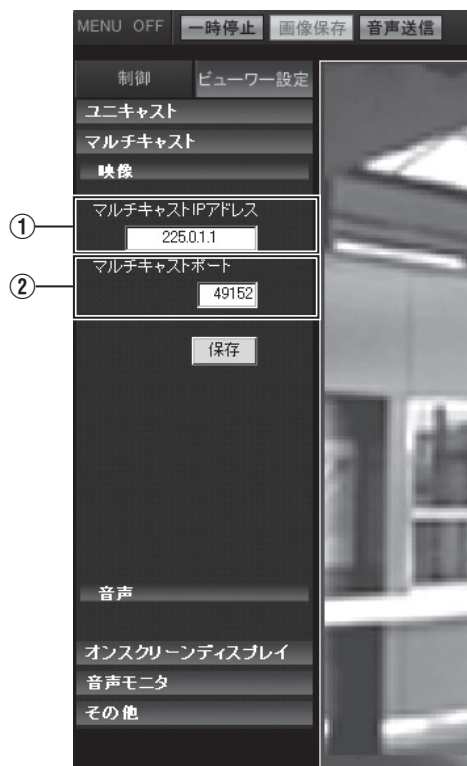 MENU OFF 一時停止 画像保存 音声送信
制御 ビューワー設定
ユニキャスト
マルチキャスト
映像
① マルチキャストIPアドレス
225.0.1.1
② マルチキャストポート
49152
保存
音声
オンスクリーンディスプレイ
音声モニタ
その他